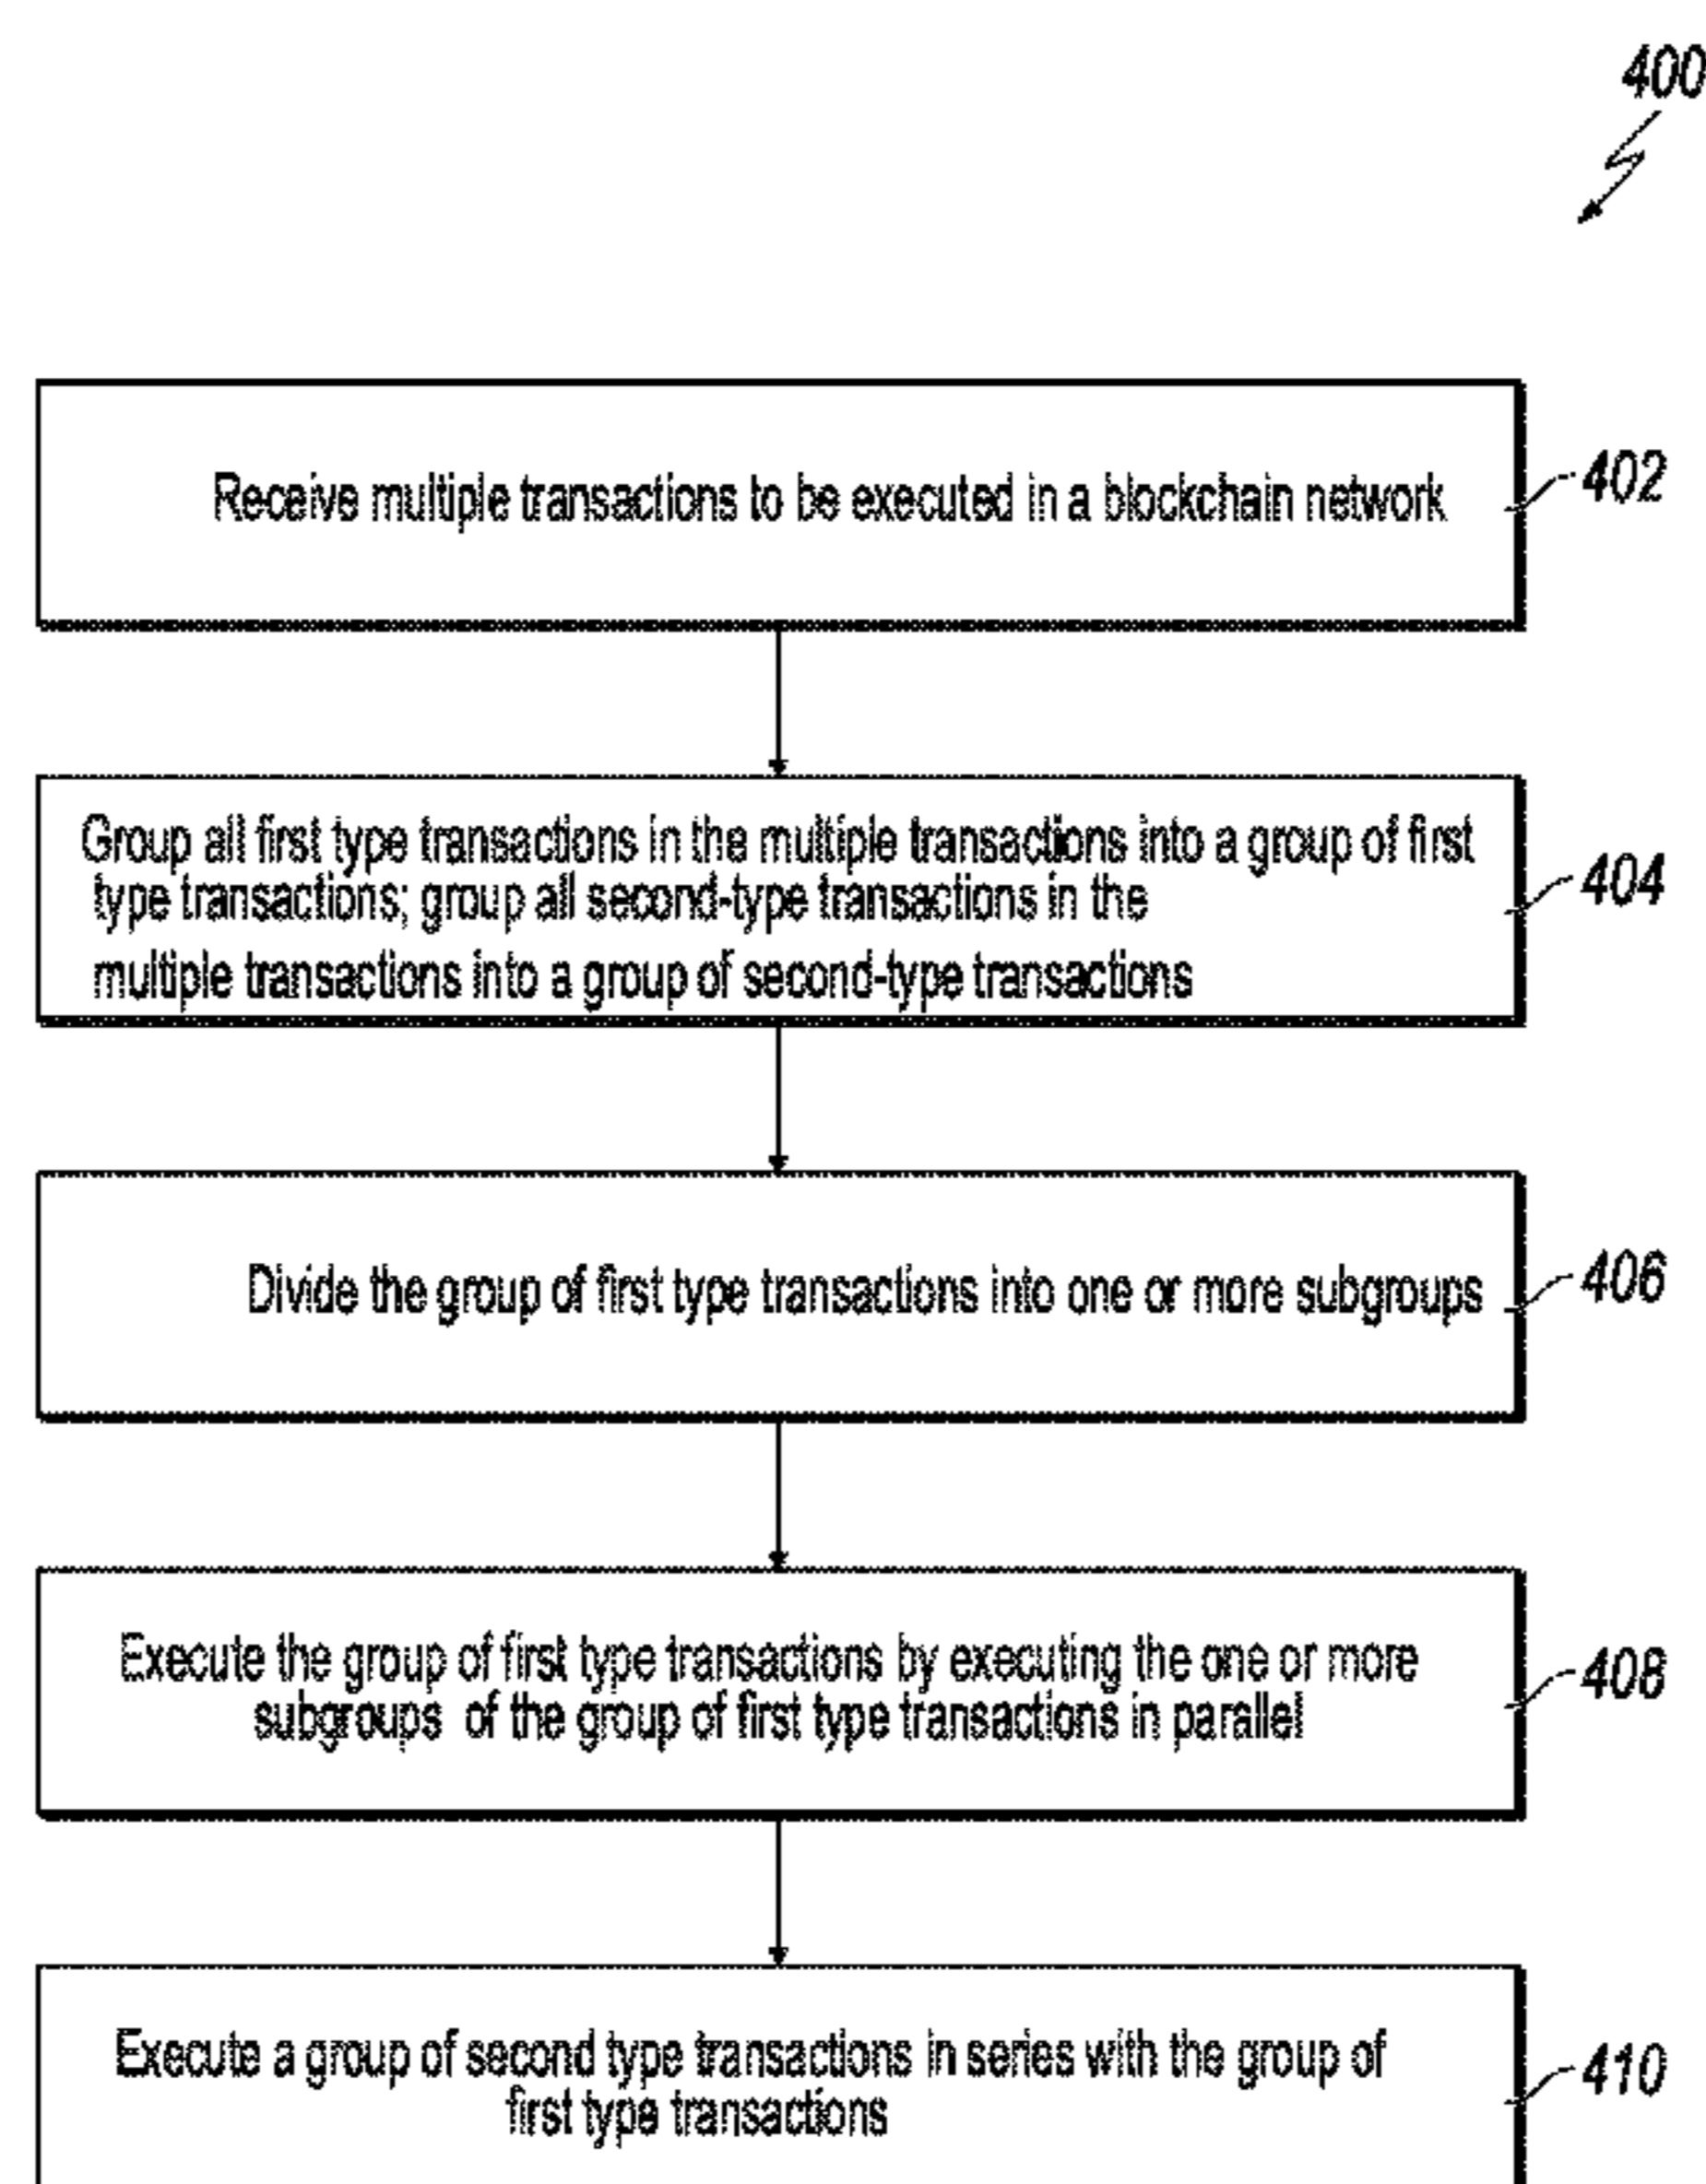 400
Receive multiple transactions to be executed in a blockchain network
402
Group all first type transactions in the multiple transactions into a group of first
type transactions; group all second-type transactions in the
multiple transactions into a group of second-type transactions
404
Divide the group of first type transactions into one or more subgroups
406
Execute the group of first type transactions by executing the one or more
subgroups of the group of first type transactions in parallel
408
Execute a group of second type transactions in series with the group of
first type transactions
410